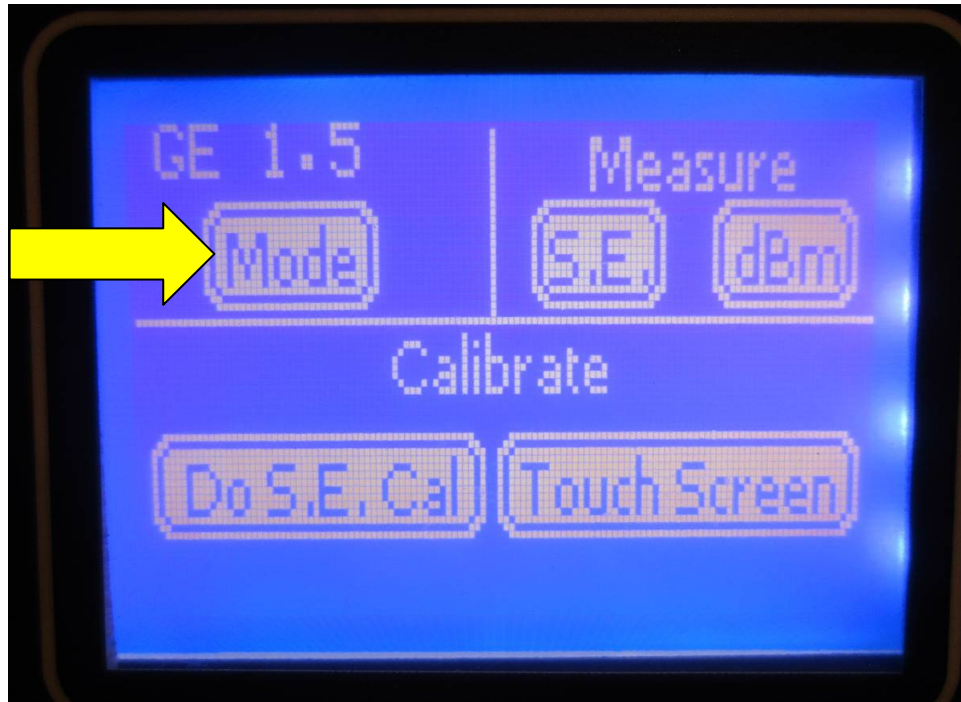 GE 1.5
Mode
Measure
S.E. dBm
Calibrate
Do S.E. Cal Touch Screen